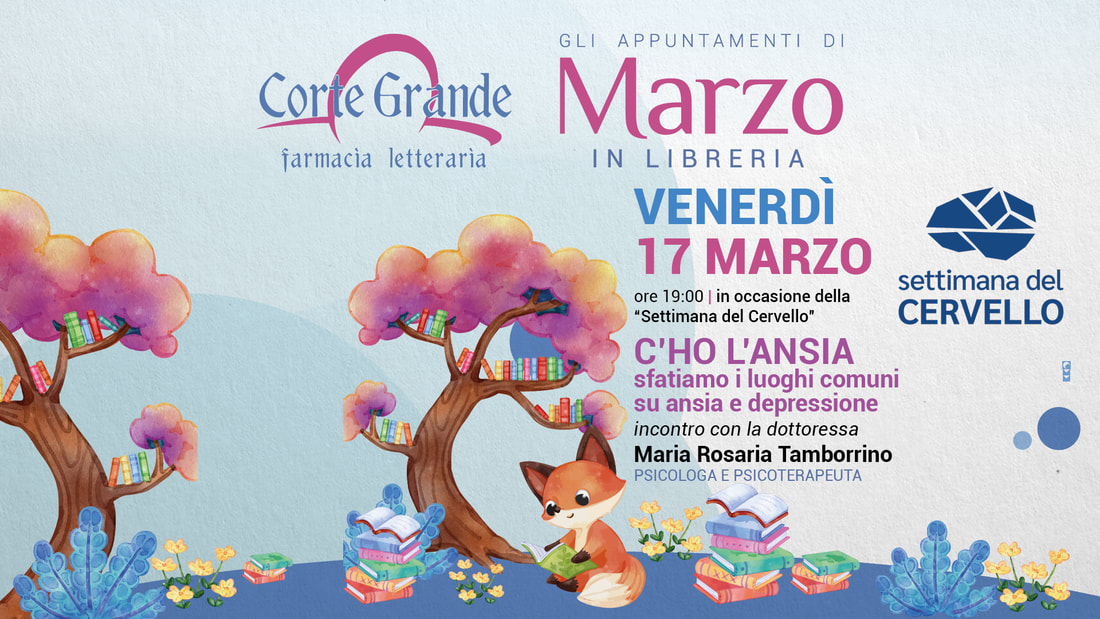 Corte Grande
farmacia letteraria
GLI APPUNTAMENTI DI
Marzo
IN LIBRERIA
VENERDÌ
17 MARZO
ore 19:00 | in occasione della
“Settimana del Cervello”
C'HO L'ANSIA
sfatiamo i luoghi comuni
su ansia e depressione
incontro con la dottoressa
Maria Rosaria Tamborrino
PSICOLOGA E PSICOTERAPEUTA
settimana del
CERVELLO